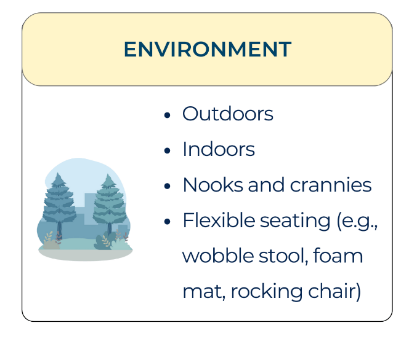 ENVIRONMENT
• Outdoors
• Indoors
• Nooks and crannies
• Flexible seating (e.g.,
wobble stool, foam
mat, rocking chair)